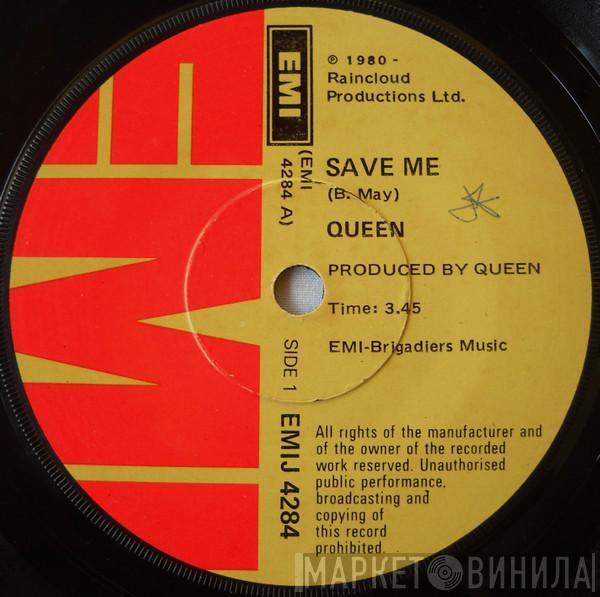 EMI
℗ 1980 -
Raincloud
Productions Ltd.
(EMI
4284 A)
SAVE ME
(B. May)
QUEEN
PRODUCED BY QUEEN
Time: 3.45
EMI-Brigadiers Music
SIDE 1
EMIJ 4284
All rights of the manufacturer and
of the owner of the recorded
work reserved. Unauthorised
public performance,
broadcasting and
copying of
this record
prohibited.
EMI
МАРКЕТ ВИНИЛА